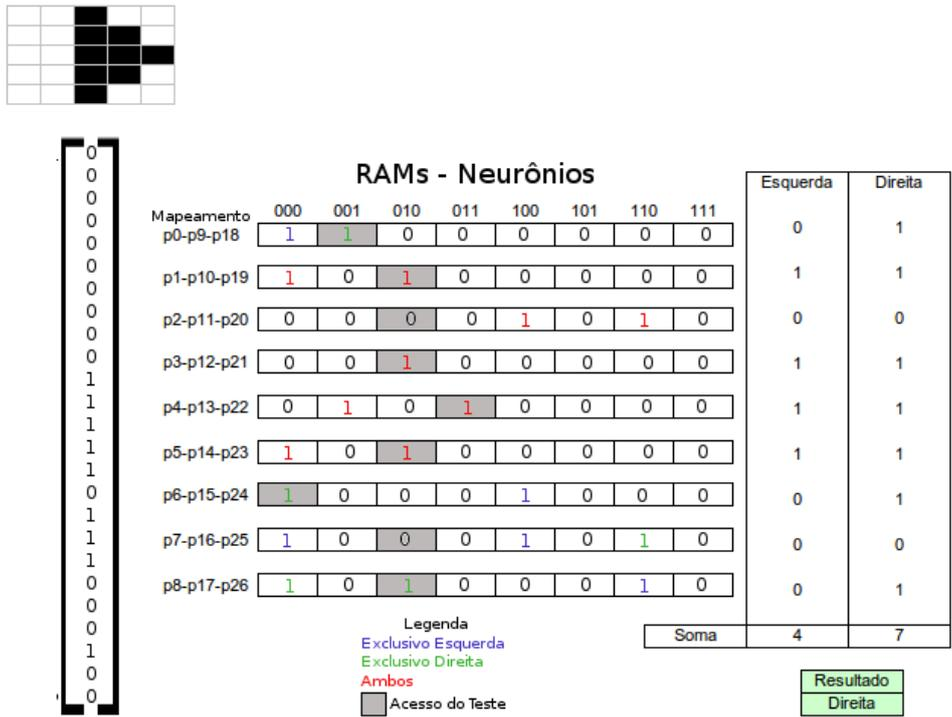 0
0
0
0
0
0
0
0
0
0
1
1
1
1
1
0
1
1
1
0
0
0
1
0
0
RAMs - Neurônios
Mapeamento 000 001 010 011 100 101 110 111 Esquerda Direita
p0-p9-p18 1 1 0 0 0 0 0 0 0 1
p1-p10-p19 1 0 1 0 0 0 0 0 1 1
p2-p11-p20 0 0 0 0 1 0 1 0 0 0
p3-p12-p21 0 0 1 0 0 0 0 0 1 1
p4-p13-p22 0 1 0 1 0 0 0 0 1 1
p5-p14-p23 1 0 1 0 0 0 0 0 1 1
p6-p15-p24 1 0 0 0 1 0 0 0 0 1
p7-p16-p25 1 0 0 0 1 0 1 0 0 0
p8-p17-p26 1 0 1 0 0 0 1 0 0 1
Soma 4 7
Legenda
Exclusivo Esquerda
Exclusivo Direita
Ambos
Acesso do Teste
Resultado
Direita